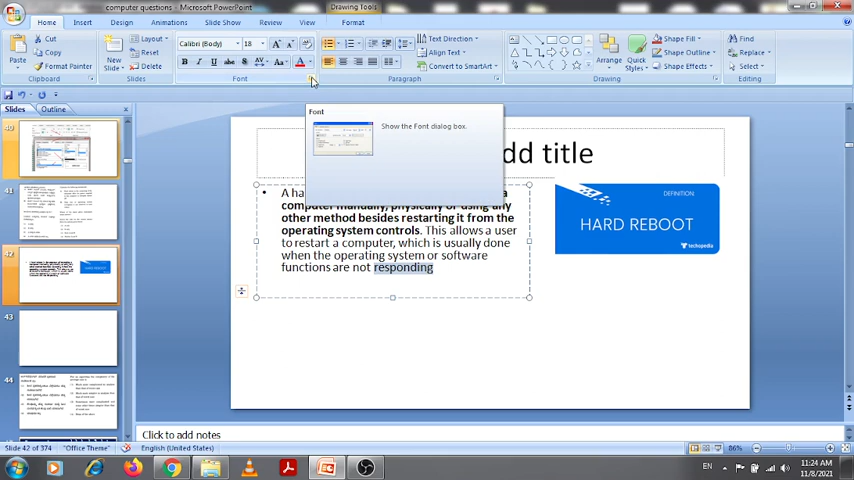 computer questions - Microsoft PowerPoint
Drawing Tools
Home Insert Design Animations Slide Show Review View Format
Paste
Cut
Copy
Format Painter
Clipboard
New Slide
Layout
Reset
Delete
Slides
Calibri (Body) 18
B I U abc S AV Aa A
Font
Text Direction
Align Text
Convert to SmartArt
Paragraph
Arrange
Quick Styles
Shape Fill
Shape Outline
Shape Effects
Drawing
Find
Replace
Select
Editing
Slides Outline
Font
Show the Font dialog box.
dd title
• A ha
computer manually, physically or using any
other method besides restarting it from the
operating system controls. This allows a user
to restart a computer, which is usually done
when the operating system or software
functions are not responding
DEFINITION
HARD REBOOT
techopedia
40
41
42
43
44
Click to add notes
Slide 42 of 374 "Office Theme" English (United States) 86%
EN
11:24 AM
11/8/2021